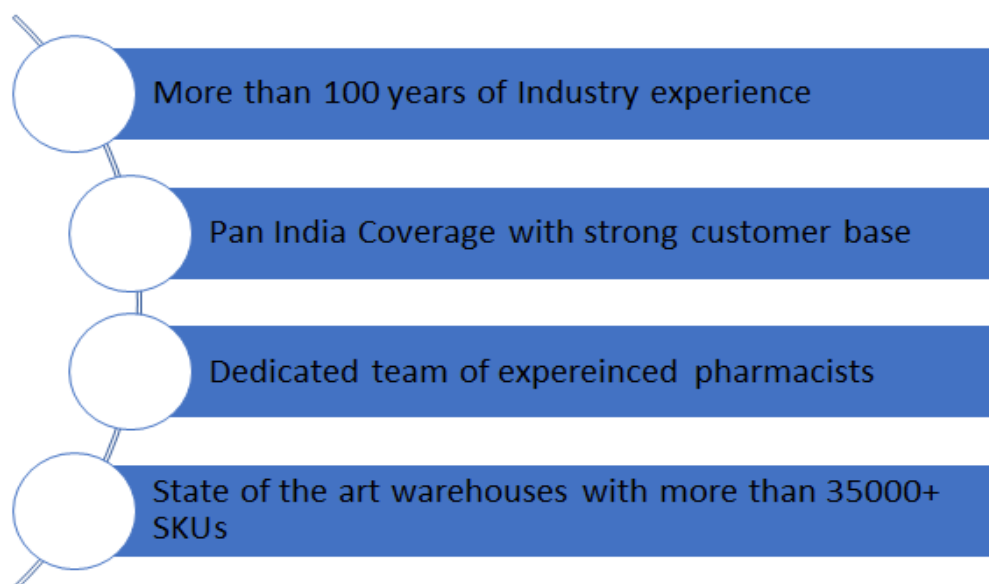 More than 100 years of Industry experience
Pan India Coverage with strong customer base
Dedicated team of expereinced pharmacists
State of the art warehouses with more than 35000+
SKUs